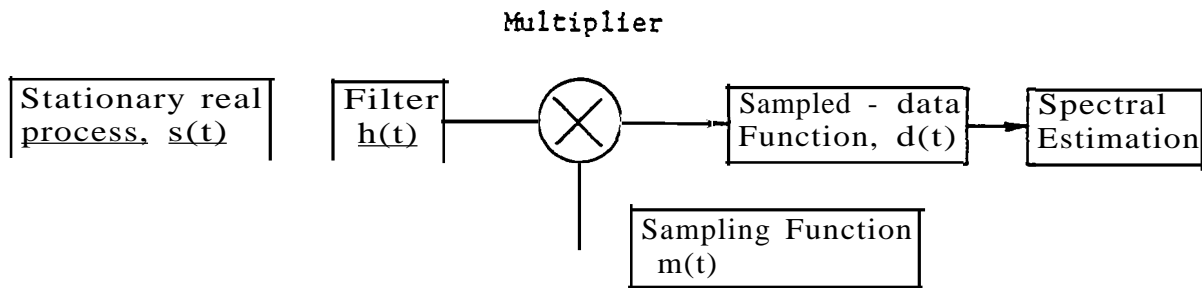 Multiplier
Stationary real
process, s(t)
Filter
h(t)
Sampled - data
Function, d(t)
Spectral
Estimation
Sampling Function
m(t)